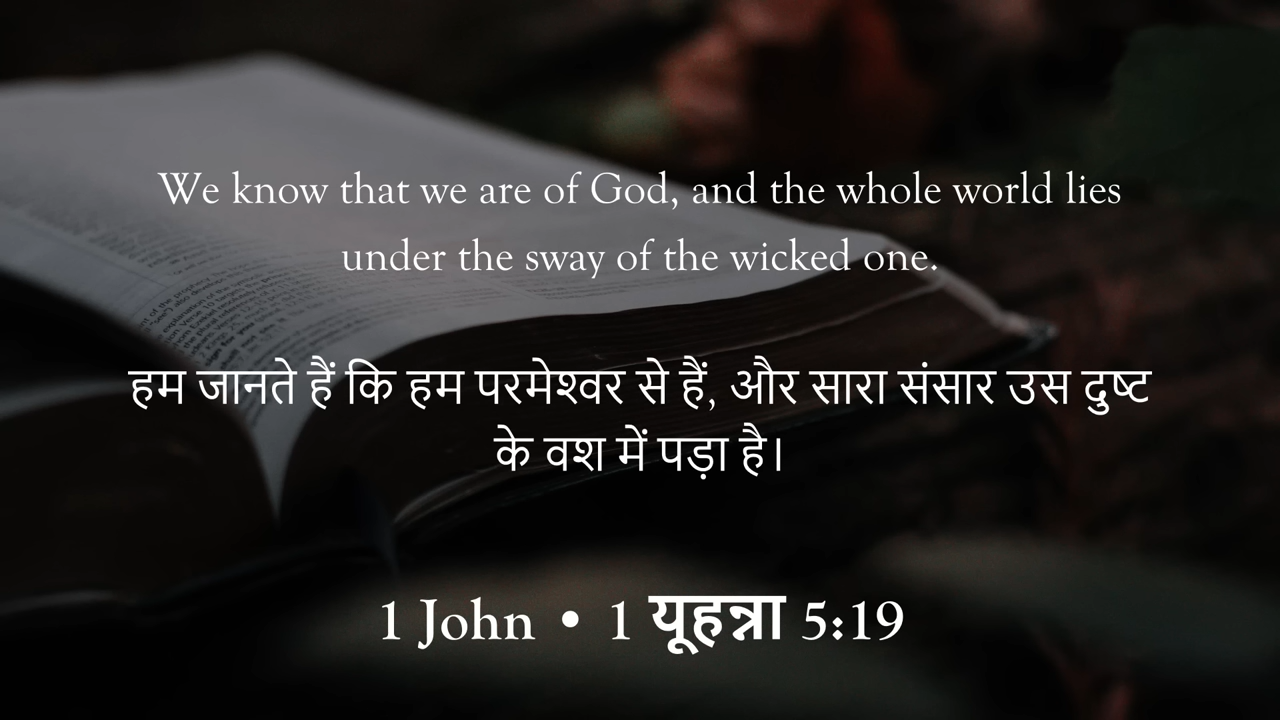 We know that we are of God, and the whole world lies
under the sway of the wicked one.
हम जानते हैं कि हम परमेश्वर से हैं, और सारा संसार उस दुष्ट
के वश में पड़ा है।
1 John • 1 यूहन्ना 5:19